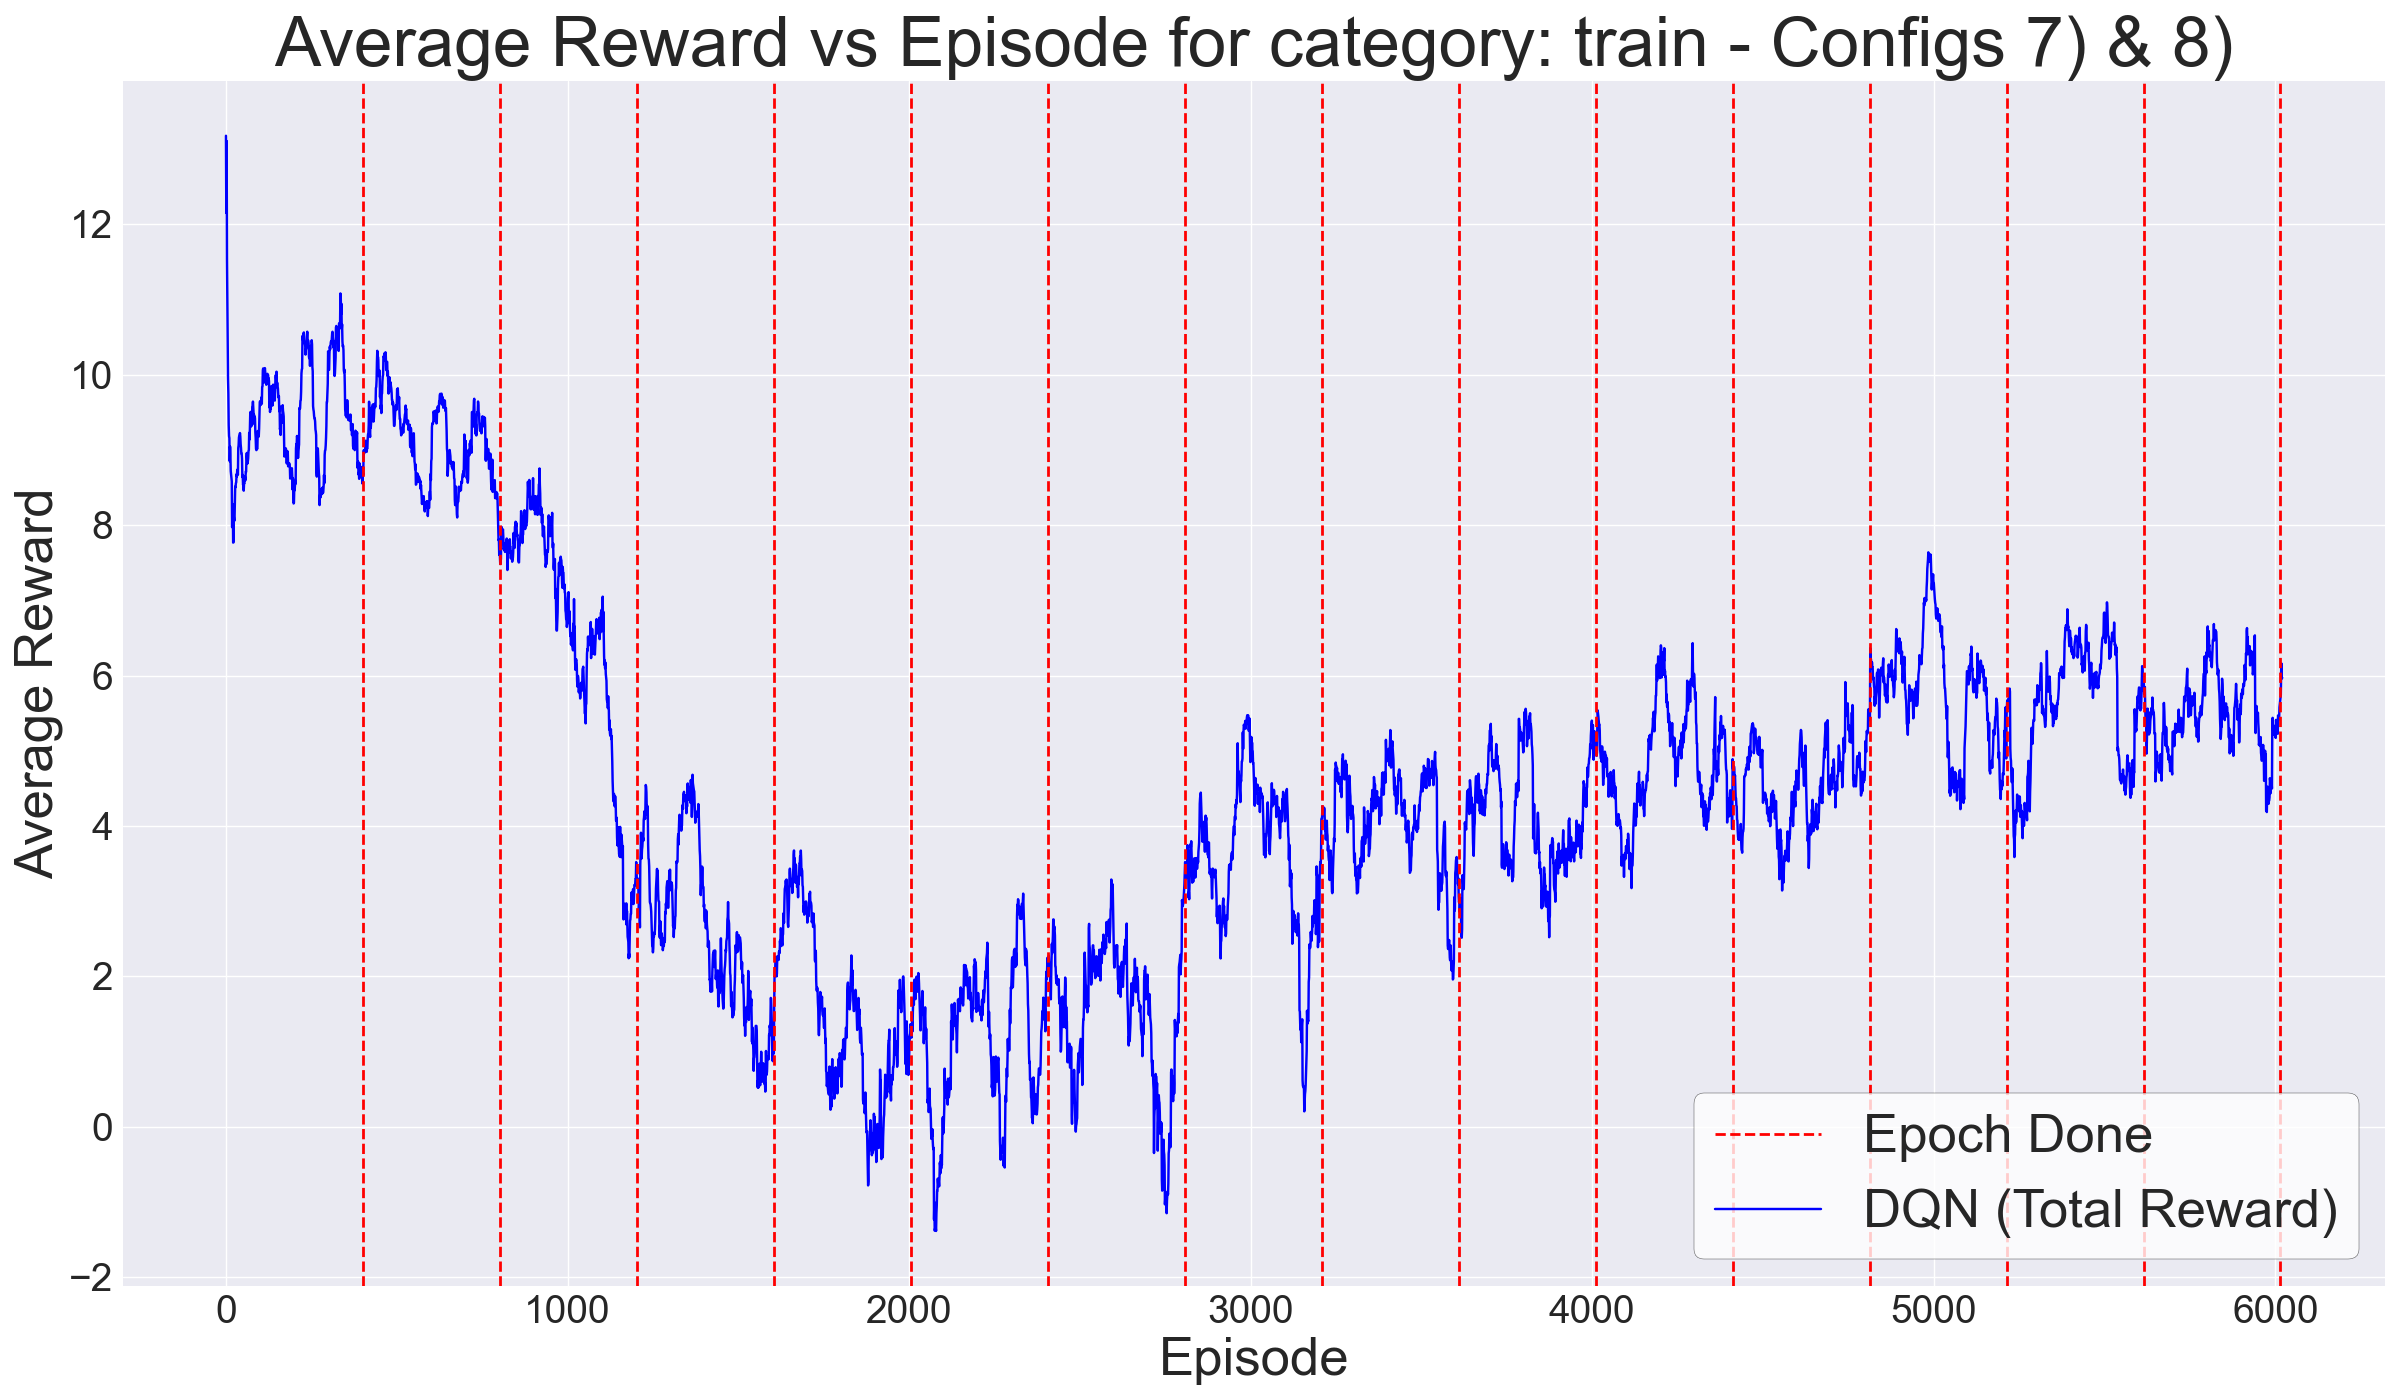 Average Reward vs Episode for category: train - Configs 7) & 8)
Average Reward
12
10
8
6
4
2
0
−2
0 1000 2000 3000 4000 5000 6000
Episode
Epoch Done
DQN (Total Reward)